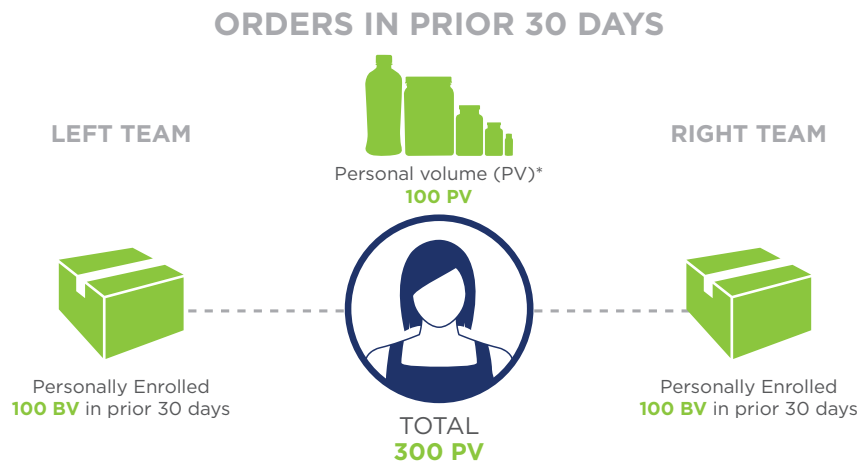 ORDERS IN PRIOR 30 DAYS
LEFT TEAM
RIGHT TEAM
Personal volume (PV)*
100 PV
Personally Enrolled
100 BV in prior 30 days
Personally Enrolled
100 BV in prior 30 days
TOTAL
300 PV